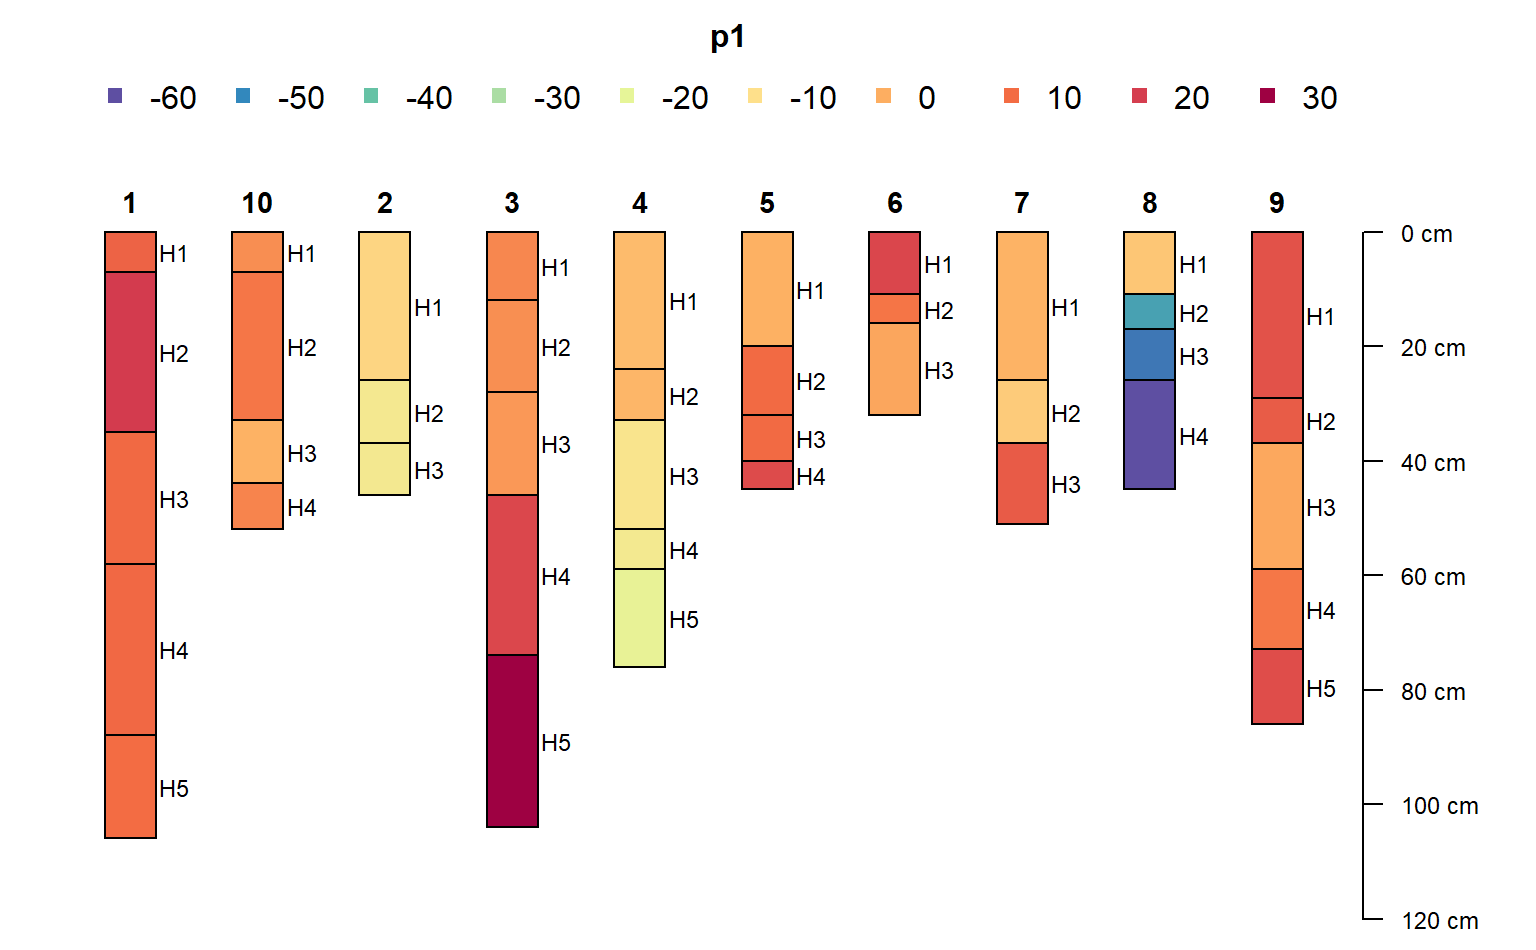 p1
-60 -50 -40 -30 -20 -10 0 10 20 30
1 10 2 3 4 5 6 7 8 9
H1 H2 H3 H4 H5
H1 H2 H3 H4
H1 H2 H3
H1 H2 H3 H4 H5
H1 H2 H3 H4 H5
H1 H2 H3 H4
H1 H2 H3
H1 H2 H3
H1 H2 H3 H4
H1 H2 H3 H4 H5
0 cm
20 cm
40 cm
60 cm
80 cm
100 cm
120 cm